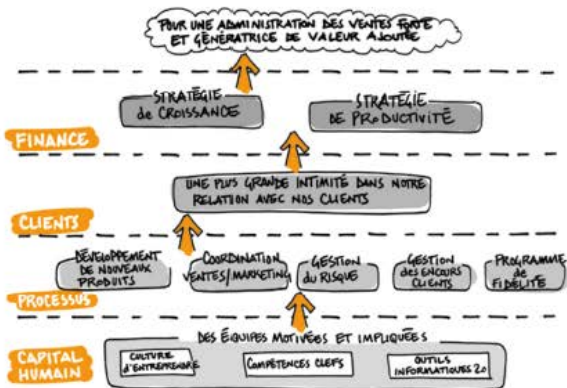 POUR UNE ADMINISTRATION DES VENTES FORTE
ET GÉNÉRATRICE DE VALEUR AJOUTÉE
STRATÉGIE
de CROISSANCE
STRATÉGIE
DE PRODUCTIVITÉ
FINANCE
UNE PLUS GRANDE INTIMITÉ DANS NOTRE
RELATION AVEC NOS CLIENTS
CLIENTS
DÉVELOPPEMENT
DE NOUVEAUX
PRODUITS
COORDINATION
VENTES/MARKETING
GESTION
du RISQUE
GESTION
des ENCOURS
CLIENTS
PROGRAMME
de
FIDÉLITÉ
PROCESSUS
DES ÉQUIPES MOTIVÉES ET IMPLIQUÉES
CAPITAL
HUMAIN
CULTURE
D'ENTREPRENDRE
COMPÉTENCES CLEFS
OUTILS
INFORMATIQUES 2.0